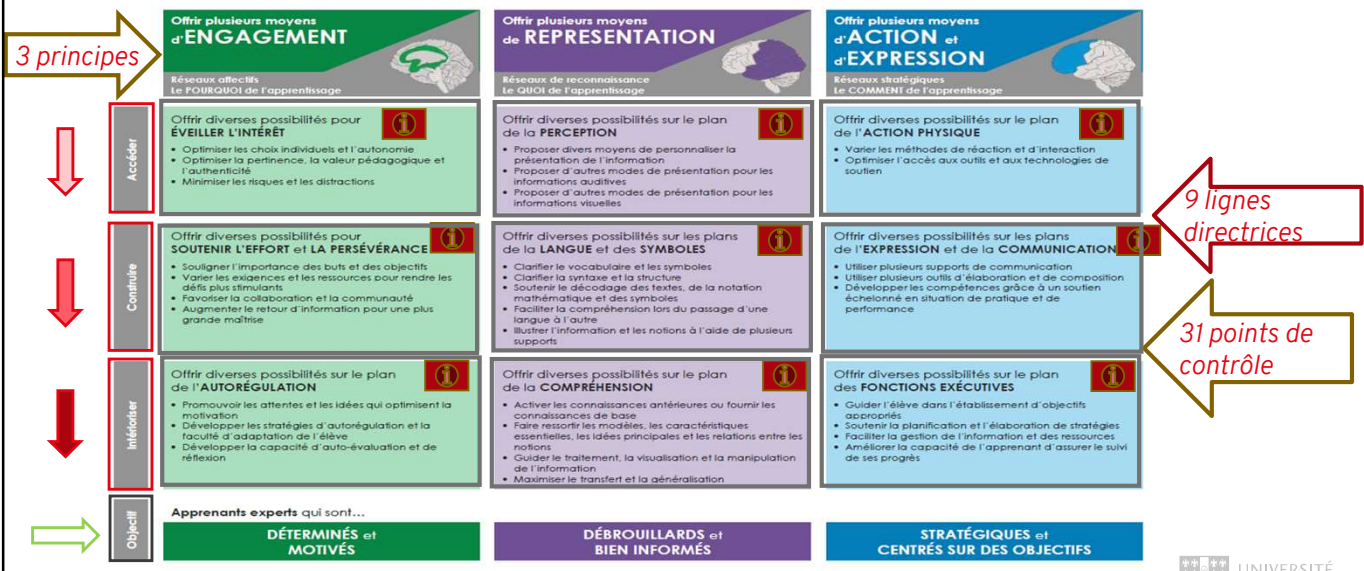 3 principes
Offrir plusieurs moyens
d'ENGAGEMENT
Réseaux affectifs
Le POURQUOI de l'apprentissage
Offrir plusieurs moyens
de REPRESENTATION
Réseaux de reconnaissance
Le QUOI de l'apprentissage
Offrir plusieurs moyens
d'ACTION et
d'EXPRESSION
Réseaux stratégiques
Le COMMENT de l'apprentissage
Accéder
Offrir diverses possibilités pour
ÉVEILLER L'INTÉRÊT
• Optimiser les choix individuels et l'autonomie
• Optimiser la pertinence, la valeur pédagogique et
l'authenticité
• Minimiser les risques et les distractions
Offrir diverses possibilités sur le plan
de la PERCEPTION
• Proposer divers moyens de personnaliser la
présentation de l'information
• Proposer d'autres modes de présentation pour les
informations auditives
• Proposer d'autres modes de présentation pour les
informations visuelles
Offrir diverses possibilités sur le plan
de l'ACTION PHYSIQUE
• Varier les méthodes de réaction et d'interaction
• Optimiser l'accès aux outils et aux technologies de
soutien
9 lignes
directrices
Construire
Offrir diverses possibilités pour
SOUTENIR L'EFFORT et LA PERSÉVÉRANCE
• Souligner l'importance des buts et des objectifs
• Varier les exigences et les ressources pour rendre les
défis plus stimulants
• Favoriser la collaboration et la communauté
• Augmenter le retour d'information pour une plus
grande maîtrise
Offrir diverses possibilités sur les plans
de la LANGUE et des SYMBOLES
• Clarifier le vocabulaire et les symboles
• Clarifier la syntaxe et la structure
• Soutenir le décodage des textes, de la notation
mathématique et des symboles
• Faciliter la compréhension lors du passage d'une
langue à l'autre
• Illustrer l'information et les notions à l'aide de plusieurs
supports
Offrir diverses possibilités sur les plans
de l'EXPRESSION et de la COMMUNICATION
• Utiliser plusieurs supports de communication
• Utiliser plusieurs outils d'élaboration et de composition
• Développer les compétences grâce à un soutien
échelonné en situation de pratique et de
performance
31 points de
contrôle
Intérioriser
Offrir diverses possibilités sur le plan
de l'AUTORÉGULATION
• Promouvoir les attentes et les idées qui optimisent la
motivation
• Développer les stratégies d'autorégulation et la
faculté d'adaptation de l'élève
• Développer la capacité d'auto-évaluation et de
réflexion
Offrir diverses possibilités sur le plan
de la COMPRÉHENSION
• Activer les connaissances antérieures ou fournir les
connaissances de base
• Faire ressortir les modèles, les caractéristiques
essentielles, les idées principales et les relations entre les
notions
• Guider le traitement, la visualisation et la manipulation
de l'information
• Maximiser le transfert et la généralisation
Offrir diverses possibilités sur le plan
des FONCTIONS EXÉCUTIVES
• Guider l'élève dans l'établissement d'objectifs
appropriés
• Soutenir la planification et l'élaboration de stratégies
• Faciliter la gestion de l'information et des ressources
• Améliorer la capacité de l'apprenant d'assurer le suivi
de ses progrès
Objectif
Apprenants experts qui sont...
DÉTERMINÉS et
MOTIVÉS
DÉBROUILLARDS et
BIEN INFORMÉS
STRATÉGIQUES et
CENTRÉS SUR DES OBJECTIFS
UNIVERSITÉ